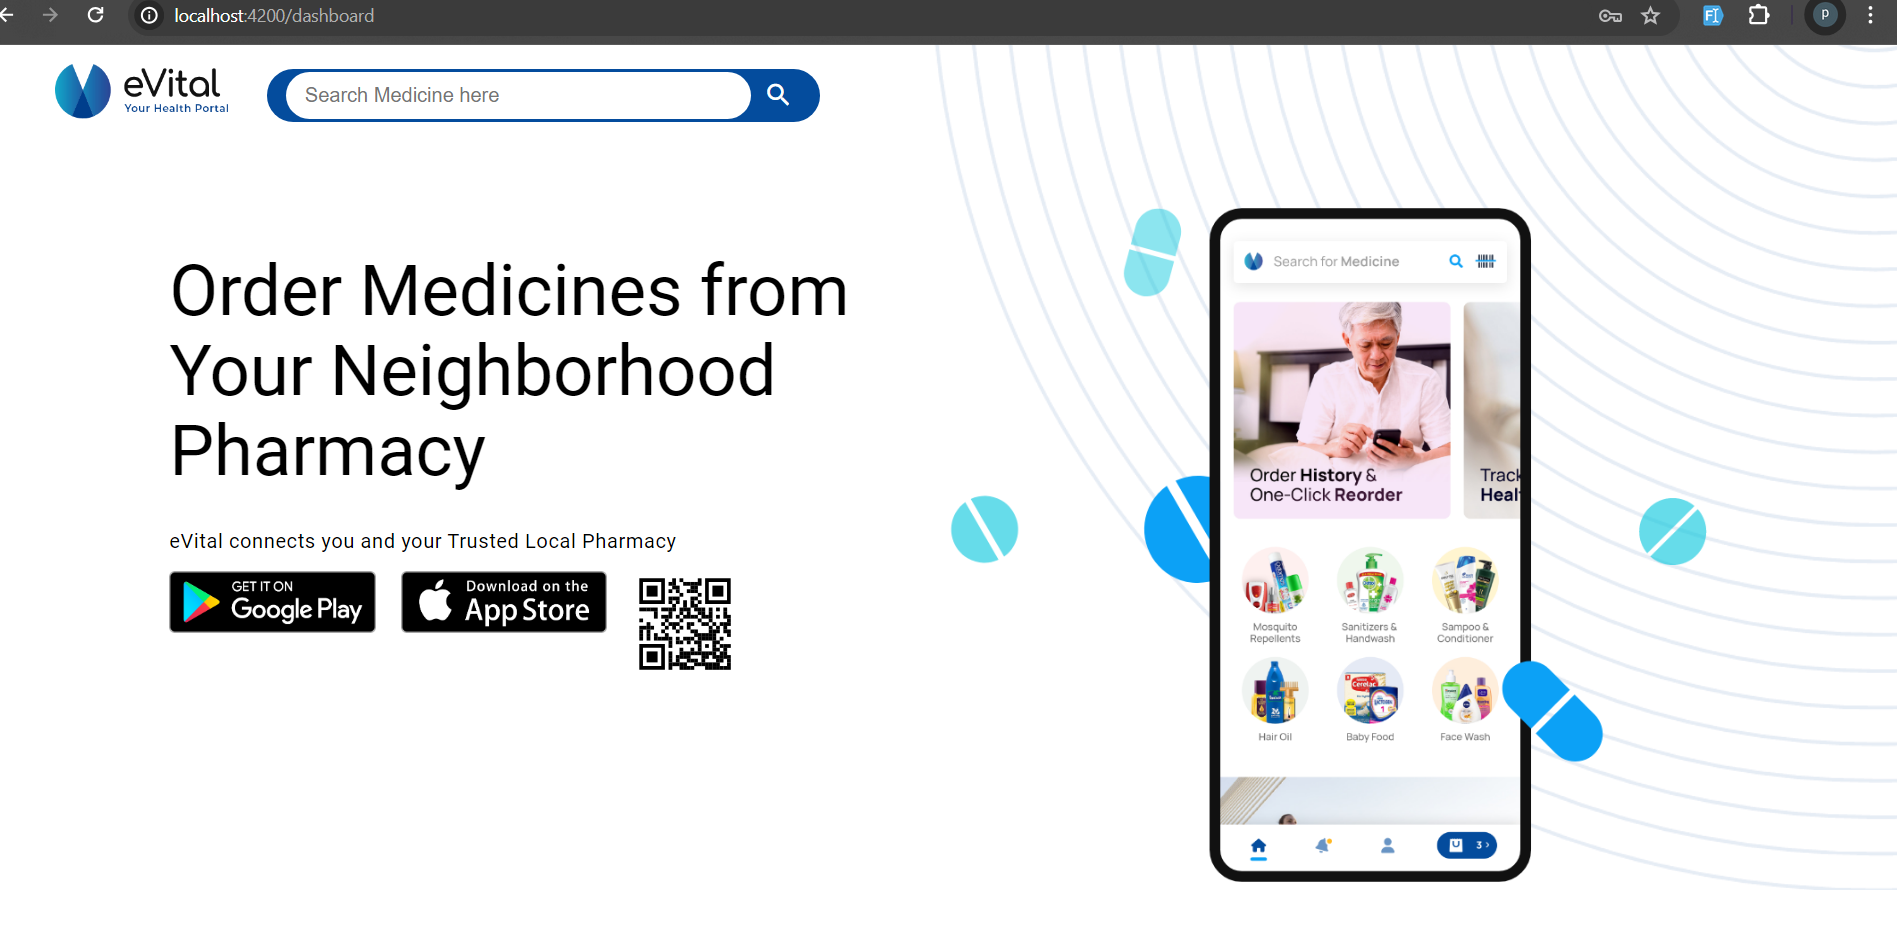 localhost:4200/dashboard
p
eVital
Your Health Portal
Search Medicine here
Order Medicines from
Your Neighborhood
Pharmacy
eVital connects you and your Trusted Local Pharmacy
GET IT ON
Google Play
Download on the
App Store
Search for Medicine
Order History &
One-Click Reorder
Track
Heal
Mosquito
Repellents
Sanitizers &
Handwash
Sampoo &
Conditioner
Cerelac
Hair Oil
Baby Food
Face Wash
3